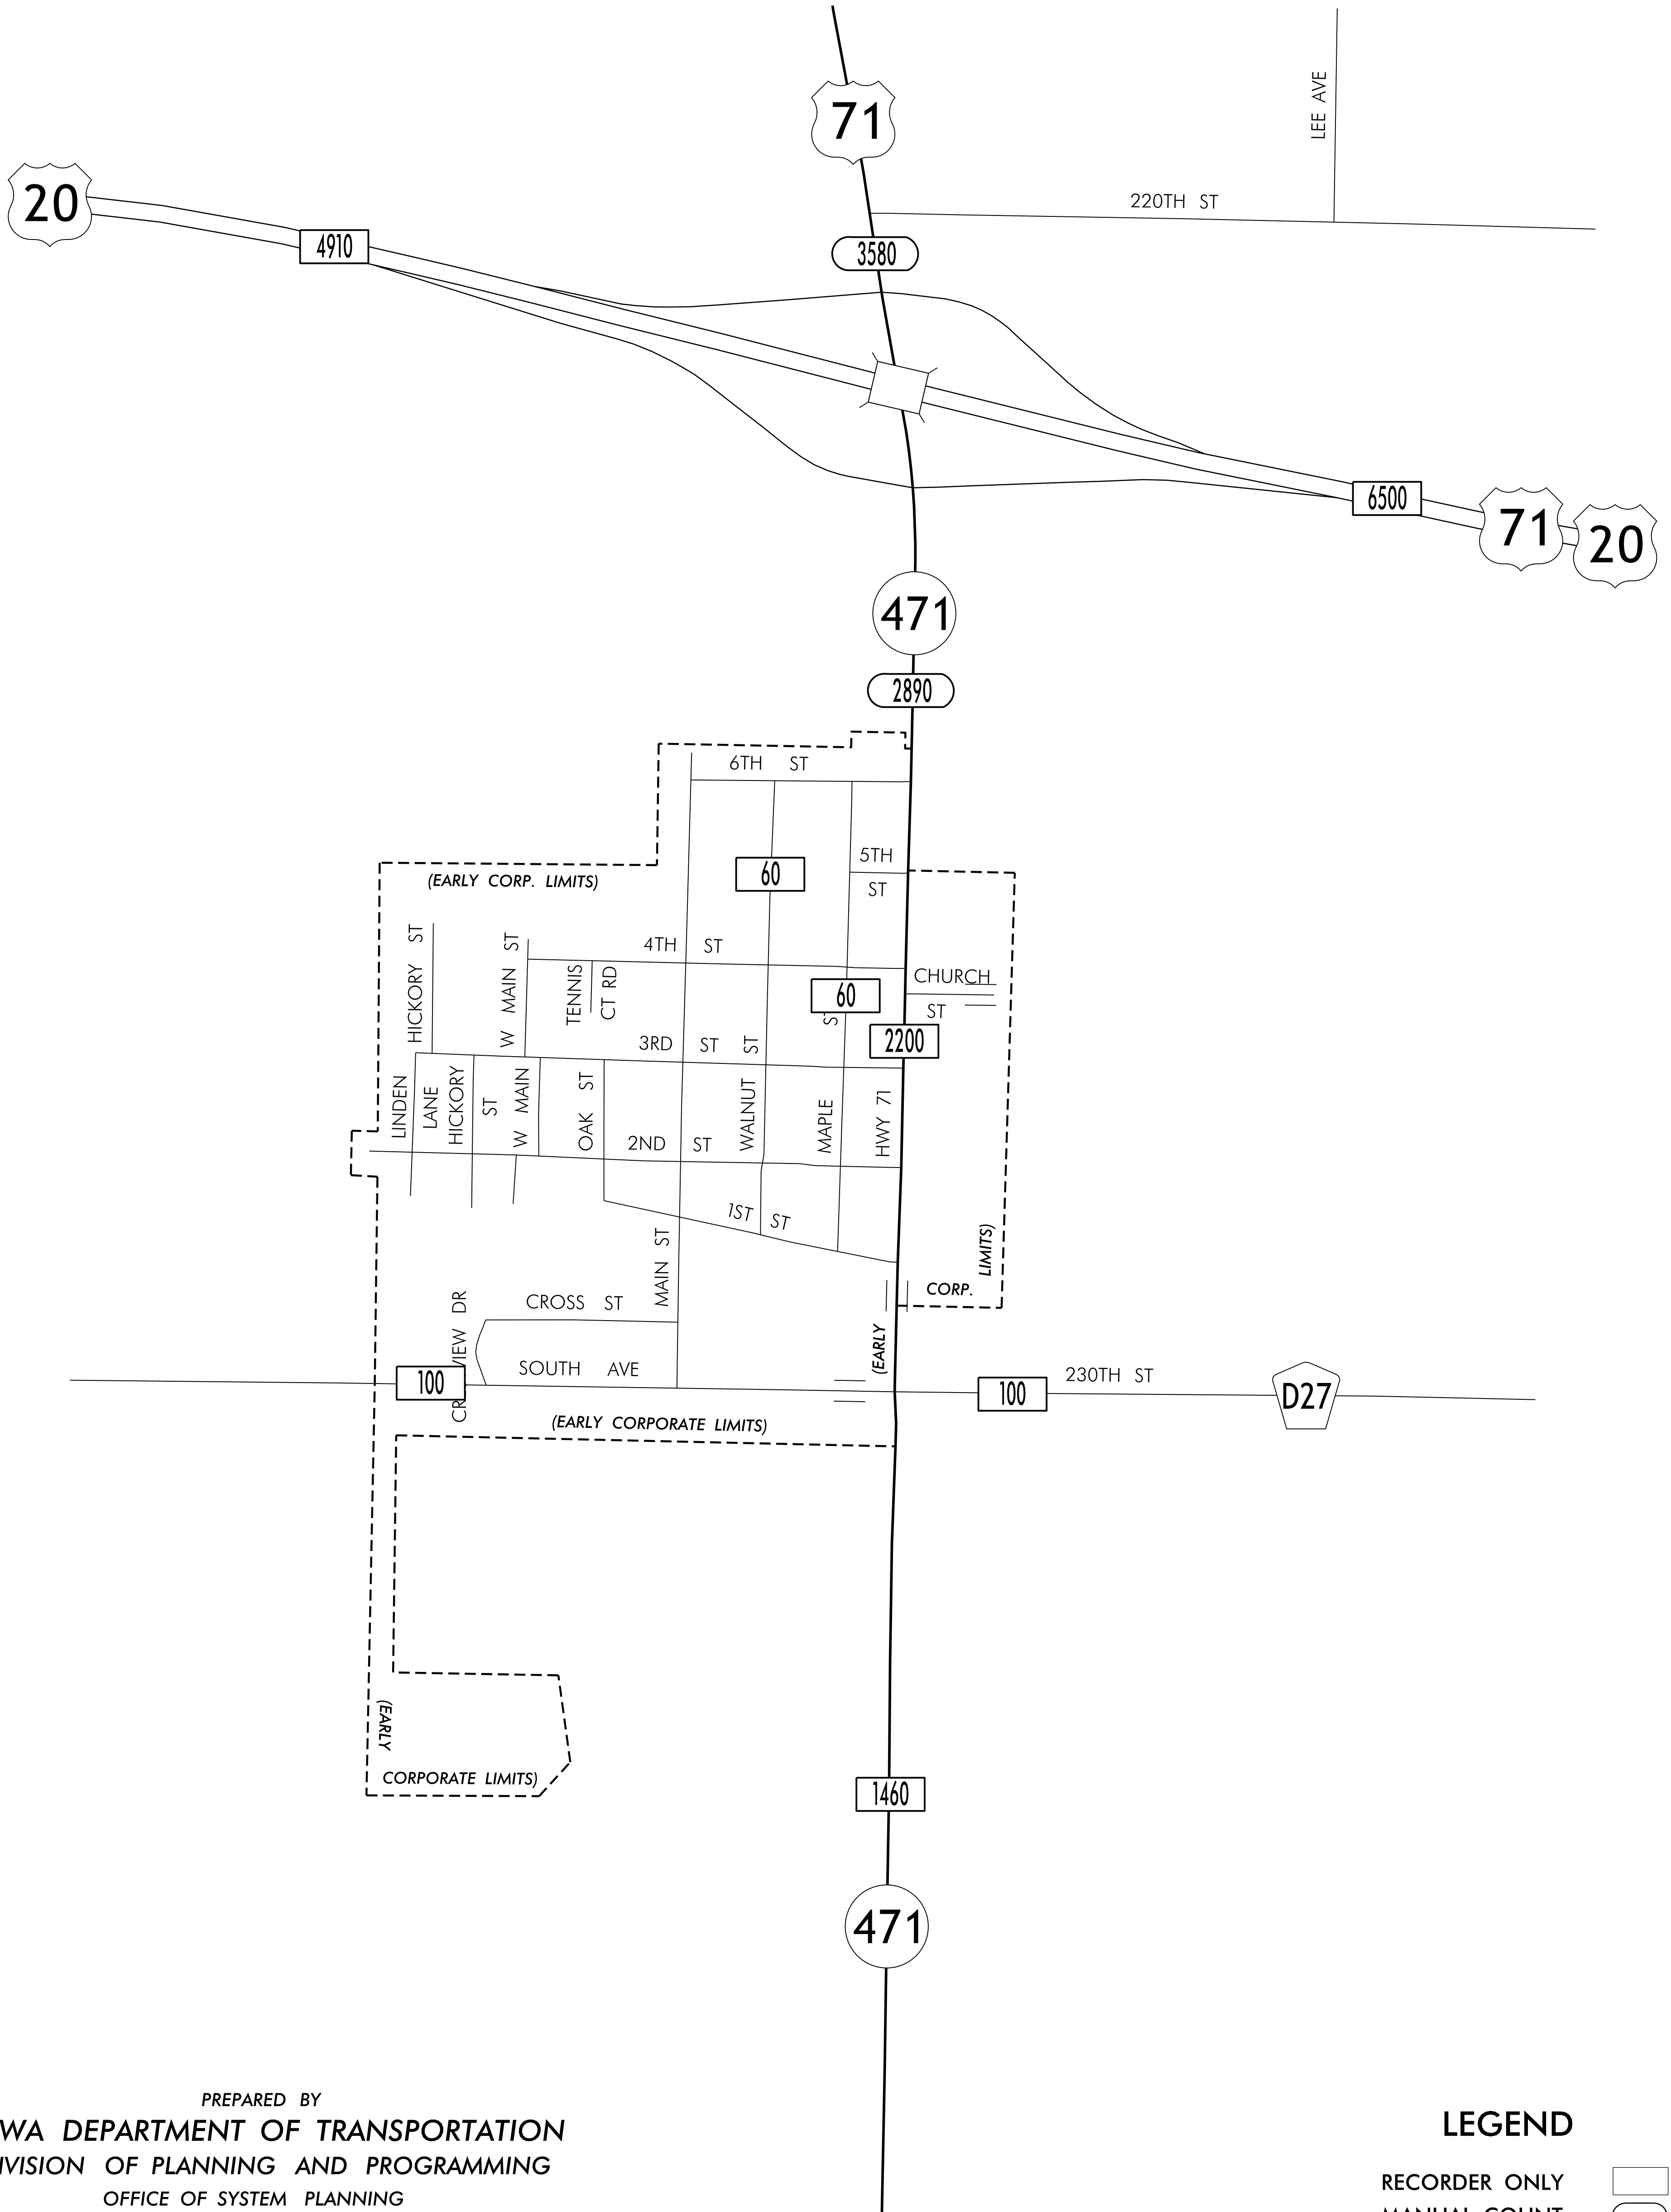 71
LEE AVE
20
220TH ST
4910
3580
6500
71
20
471
2890
6TH ST
5TH
ST
60
(EARLY CORP. LIMITS)
HICKORY ST
W MAIN ST
4TH ST
TENNIS
CT RD
CHURCH
ST
60
ST
2200
3RD ST
LINDEN
LANE
HICKORY
ST
W MAIN
OAK ST
WALNUT ST
MAPLE
HWY 71
2ND ST
1ST ST
MAIN ST
(EARLY
CORP.
LIMITS)
CROSS ST
VIEW DR
SOUTH AVE
100
100
230TH ST
D27
(EARLY CORPORATE LIMITS)
(EARLY
CORPORATE LIMITS)
1460
471
PREPARED BY
WA DEPARTMENT OF TRANSPORTATION
IVISION OF PLANNING AND PROGRAMMING
OFFICE OF SYSTEM PLANNING
LEGEND
RECORDER ONLY
MANUAL COUNT